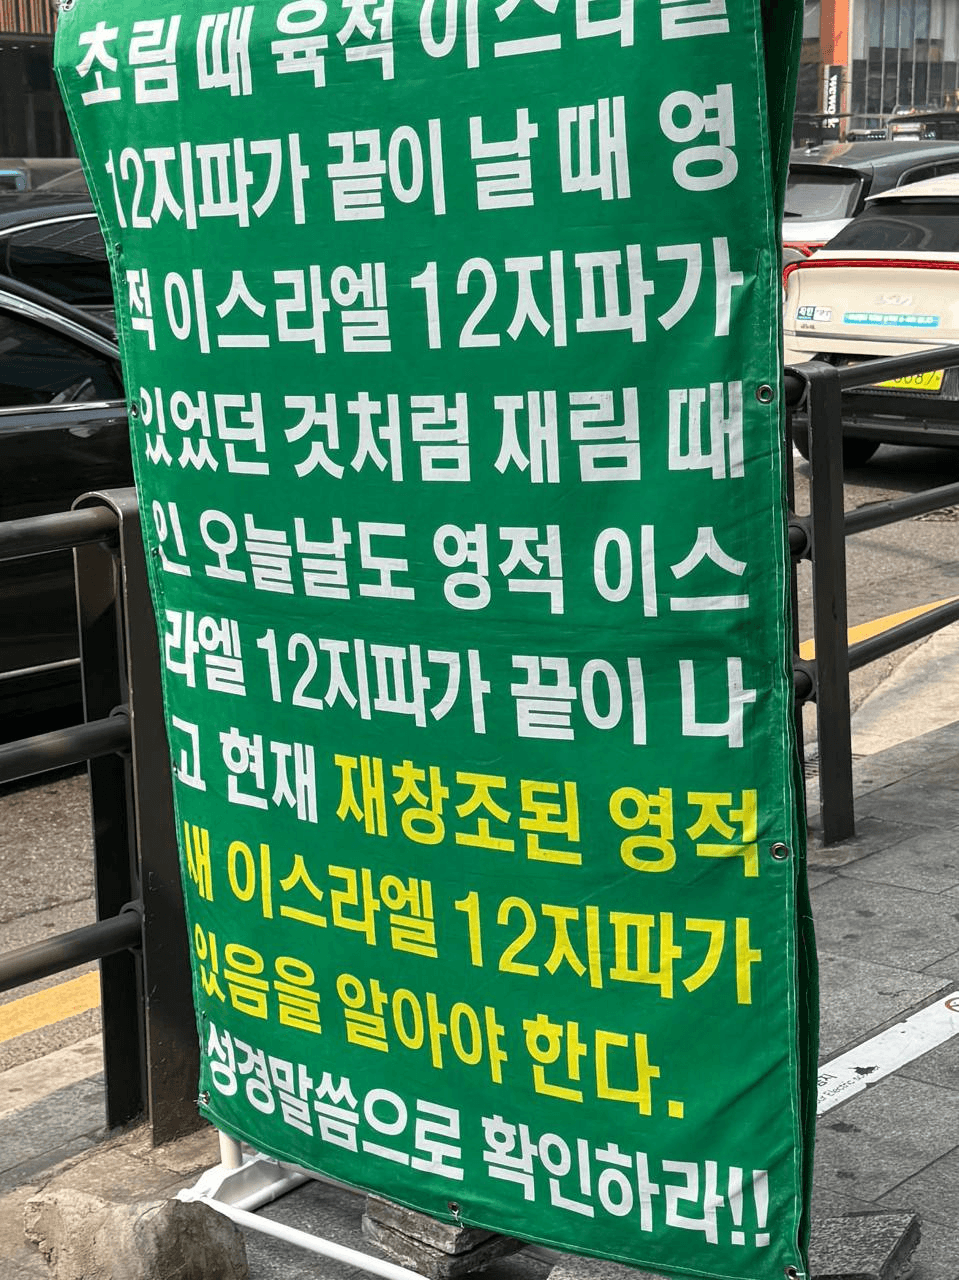 초림 때 육적 이스라엘
12지파가 끝이 날 때 영
적 이스라엘 12지파가
있었던 것처럼 재림 때
인 오늘날도 영적 이스
라엘 12지파가 끝이 나
고 현재 재창조된 영적
새 이스라엘 12지파가
있음을 알아야 한다.
성경말씀으로 확인하라!!
wework